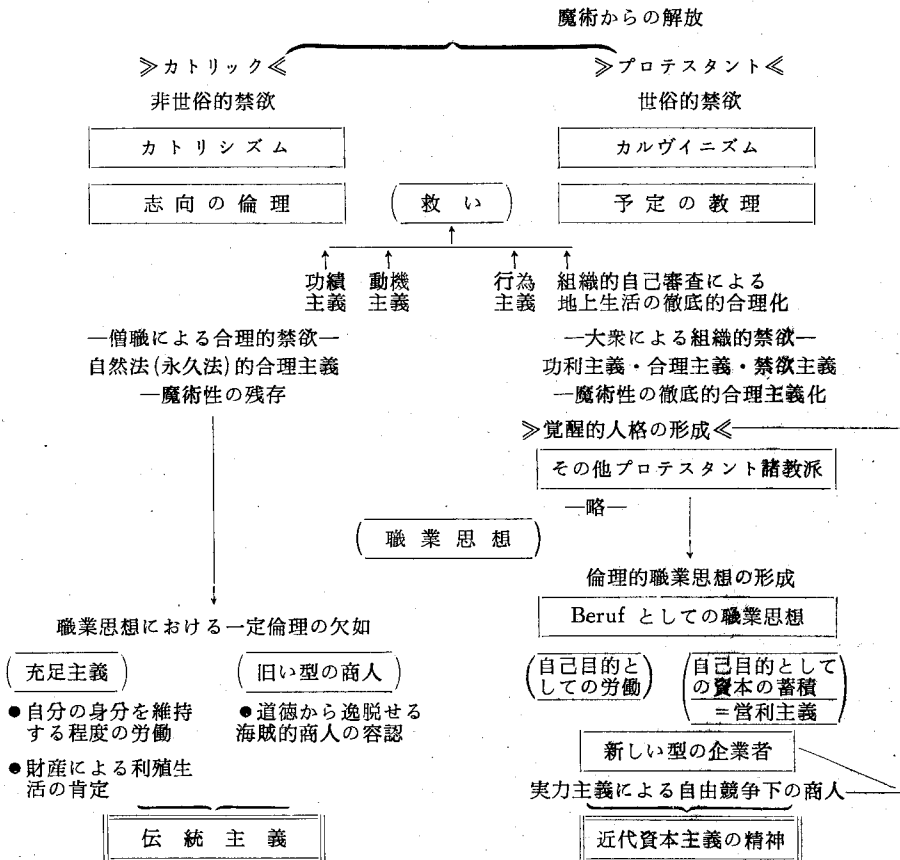 魔術からの解放
≫カトリック≪
≫プロテスタント≪
非世俗的禁欲
世俗的禁欲
カトリシズム
カルヴイニズム
志向の倫理
(救い)
予定の教理
功績主義
動機主義
行為主義
組織的自己審査による
地上生活の徹底的合理化
―僧職による合理的禁欲―
自然法(永久法)的合理主義
―魔術性の残存
―大衆による組織的禁欲―
功利主義・合理主義・禁欲主義
―魔術性の徹底的合理主義化
≫覚醒的人格の形成≪
その他プロテスタント諸教派
―略―
(職業思想)
倫理的職業思想の形成
職業思想における一定倫理の欠如
Beruf としての職業思想
(充足主義)
(旧い型の商人)
(自己目的と
しての労働)
(自己目的として
の資本の蓄積
=営利主義)
●自分の身分を維持
する程度の労働
●道徳から逸脱せる
海賊的商人の容認
●財産による利殖生
活の肯定
新しい型の企業者
実力主義による自由競争下の商人
伝統主義
近代資本主義の精神